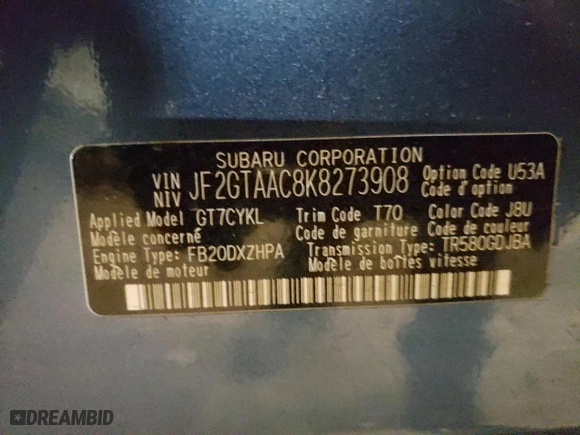 SUBARU CORPORATION
VIN NIV JF2GTAAC8K8273908 Option Code U53A
Code d'option
Applied Model GT7CYKL Trim Code T70 Color Code J8U
Modèle concerné Code de garniture Code de couleur
Engine Type: FB20DXZHPA Transmission Type: TR580GDJBA
Modèle de moteur Modèle de boîtes vitesse
DREAMBID